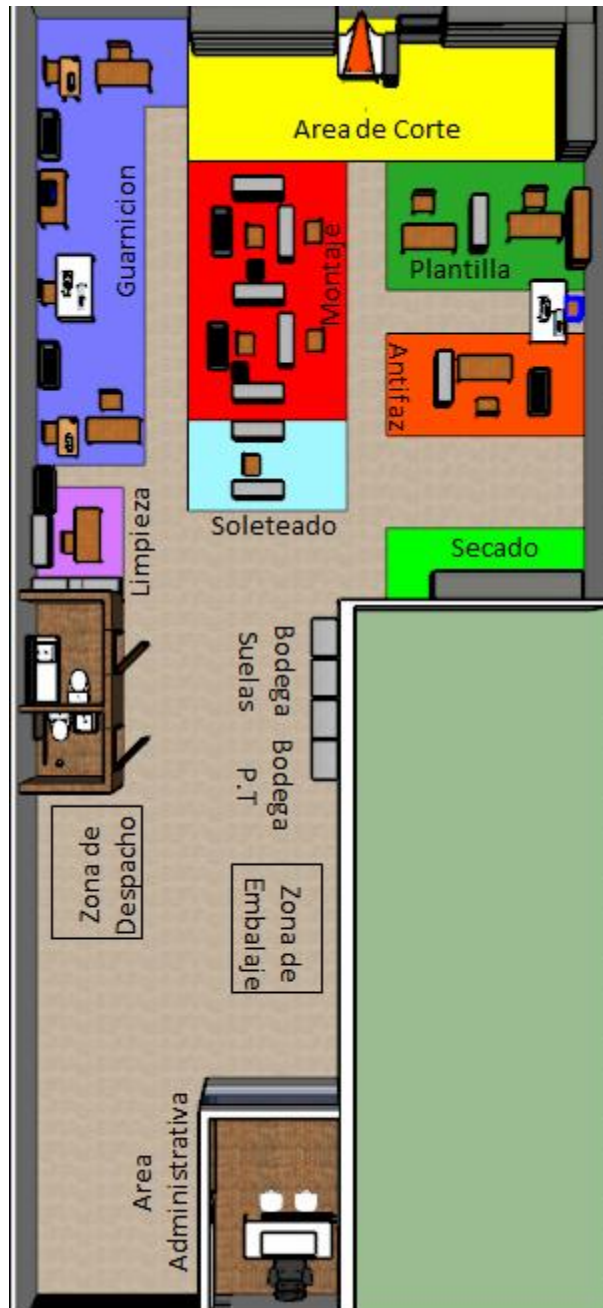 Area de Corte
Guarnicion
Montaje
Plantilla
Antifaz
Soleteado
Limpieza
Secado
Bodega
Suelas
Bodega
P.T
Zona de
Despacho
Zona de
Embalaje
Area
Administrativa